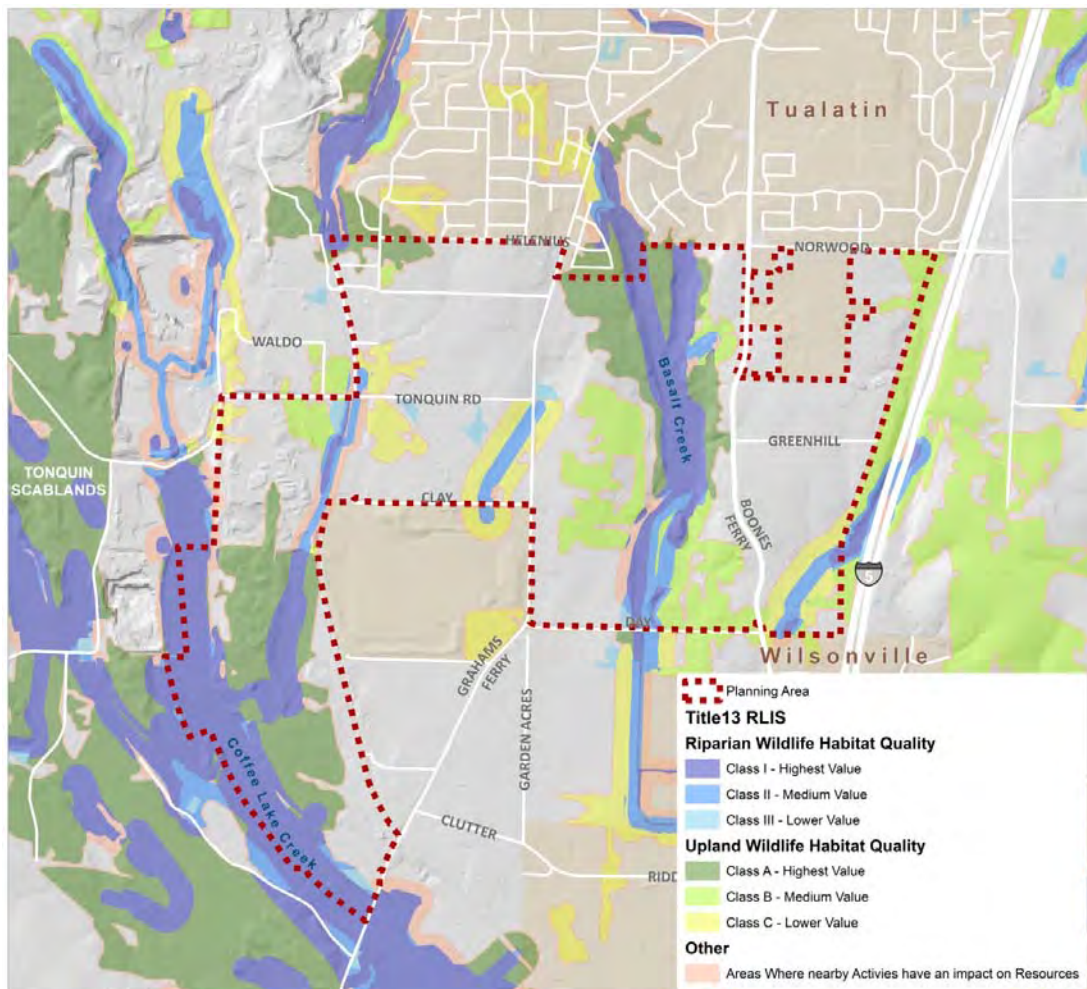 Tualatin
HELENIUS
NORWOOD
WALDO
TONQUIN RD
Basalt Creek
GREENHILL
TONQUIN
SCABLANDS
CLAY
BOONES
FERRY
5
DAY
Wilsonville
GRAHAMS
FERRY
GARDEN ACRES
Coffee Lake Creek
CLUTTER
RIDD
Planning Area
Title13 RLIS
Riparian Wildlife Habitat Quality
Class I - Highest Value
Class II - Medium Value
Class III - Lower Value
Upland Wildlife Habitat Quality
Class A - Highest Value
Class B - Medium Value
Class C - Lower Value
Other
Areas Where nearby Activies have an impact on Resources